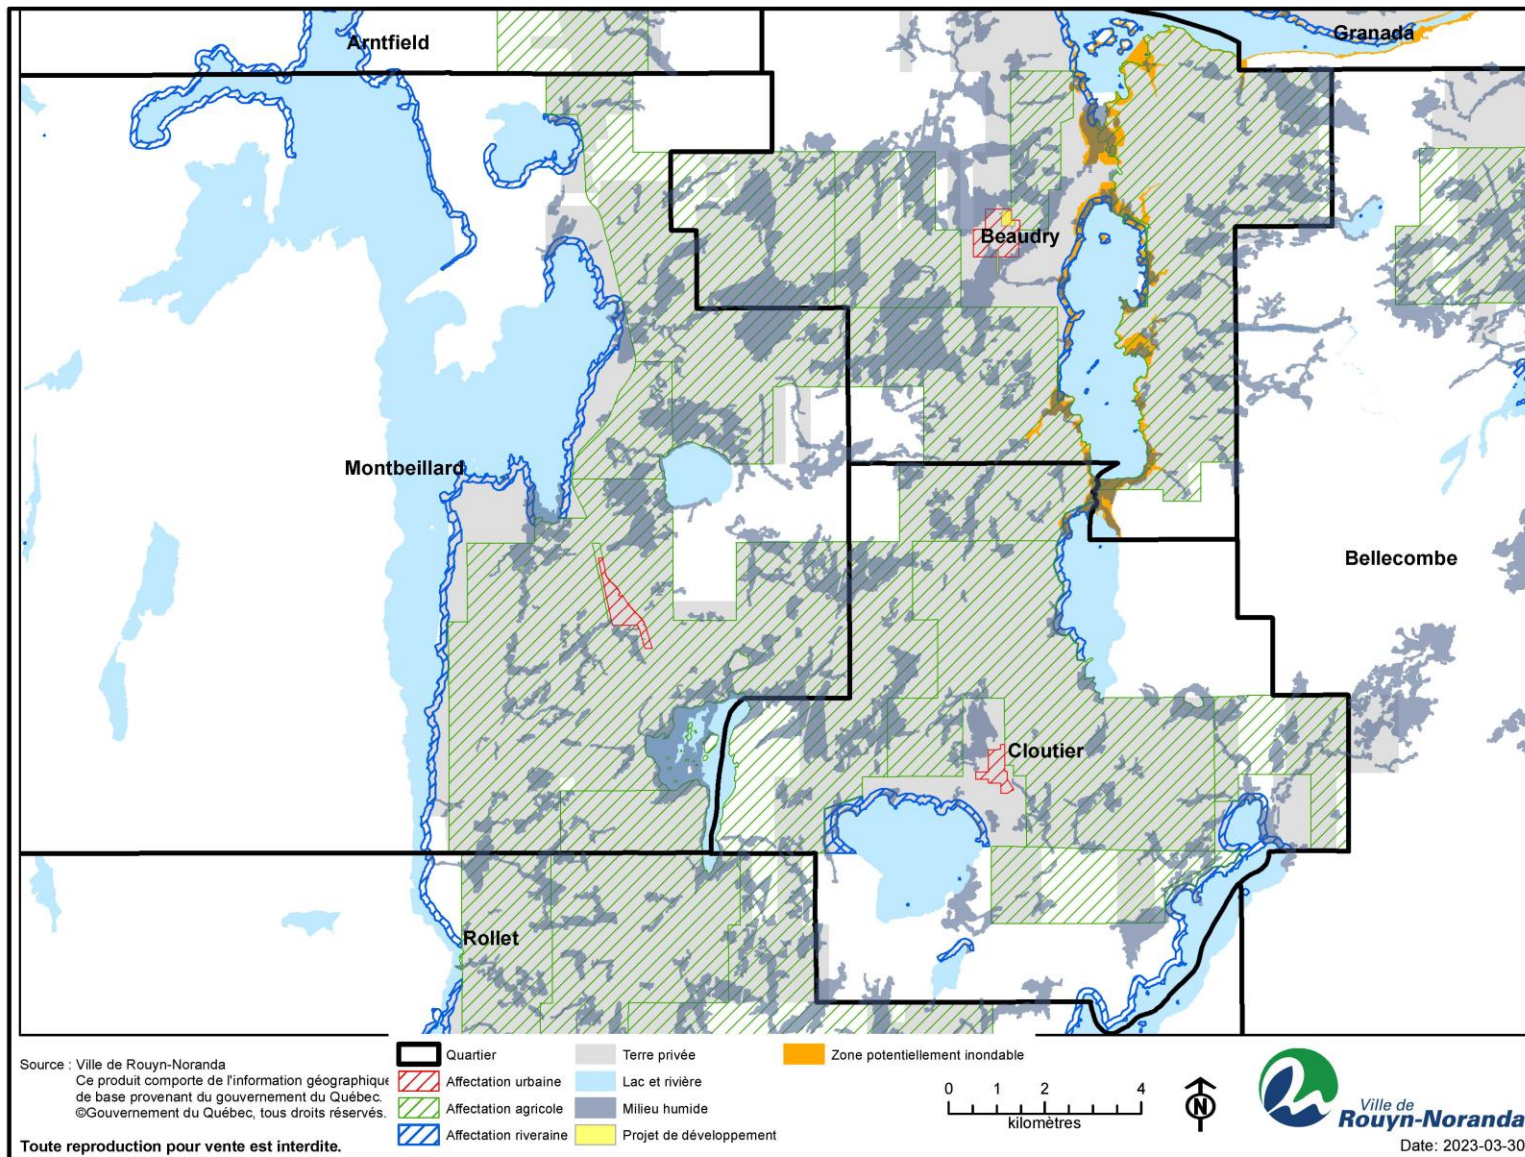 Arntfield
Granada
Beaudry
Montbeillard
Bellecombe
Cloutier
Rollet
Source : Ville de Rouyn-Noranda
Ce produit comporte de l'information géographique
de base provenant du gouvernement du Québec.
©Gouvernement du Québec, tous droits réservés.
Toute reproduction pour vente est interdite.
Quartier
Affectation urbaine
Affectation agricole
Affectation riveraine
Terre privée
Lac et rivière
Milieu humide
Projet de développement
Zone potentiellement inondable
0 1 2 4
kilomètres
N
Ville de
Rouyn-Noranda
Date: 2023-03-30